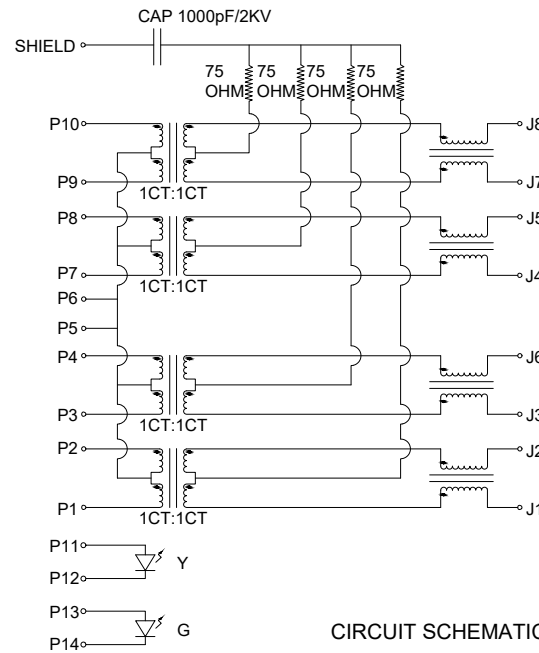 CAP 1000pF/2KV
SHIELD
75 75 75 75
OHM OHM OHM OHM
P10 J8
P9 J7
1CT:1CT
P8 J5
P7 J4
1CT:1CT
P6
P5
P4 J6
P3 J3
1CT:1CT
P2 J2
P1 J1
1CT:1CT
P11
Y
P12
P13
G
P14
CIRCUIT SCHEMATIC